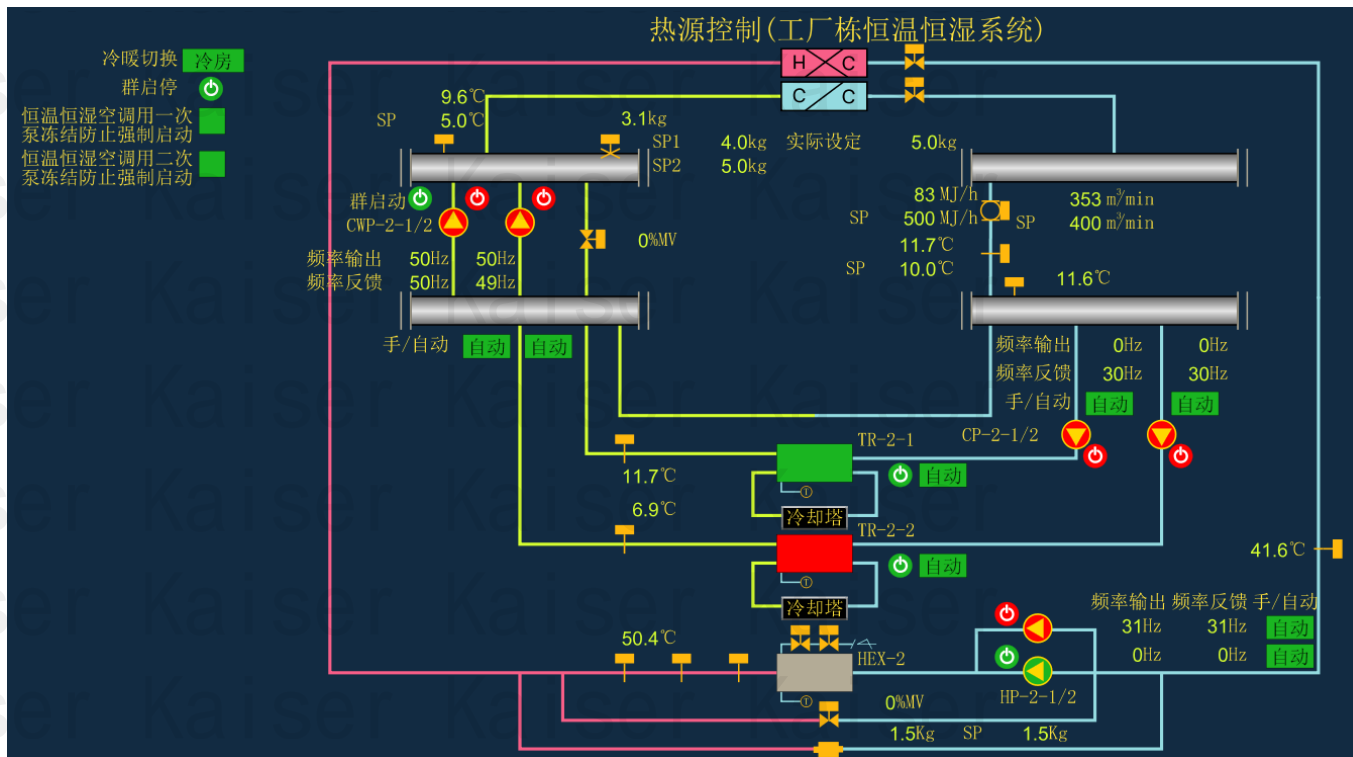 热源控制(工厂栋恒温恒湿系统)
冷暖切换 冷房
群启停
恒温恒湿空调用一次
泵冻结防止强制启动
恒温恒湿空调用二次
泵冻结防止强制启动
H C
C C
9.6℃
SP 5.0℃
3.1kg
SP1 4.0kg 实际设定 5.0kg
SP2 5.0kg
群启动
CWP-2-1/2
0%MV
频率输出 50Hz 50Hz
频率反馈 50Hz 49Hz
手/自动 自动 自动
83 MJ/h 353 m³/min
SP 500 MJ/h SP 400 m³/min
11.7℃
SP 10.0℃
11.6℃
频率输出 0Hz 0Hz
频率反馈 30Hz 30Hz
手/自动 自动 自动
CP-2-1/2
TR-2-1
11.7℃
自动
T
6.9℃
冷却塔
TR-2-2
自动
T
冷却塔
41.6℃
频率输出 频率反馈 手/自动
31Hz 31Hz 自动
0Hz 0Hz 自动
50.4℃
HEX-2
T
HP-2-1/2
0%MV
1.5Kg SP 1.5Kg